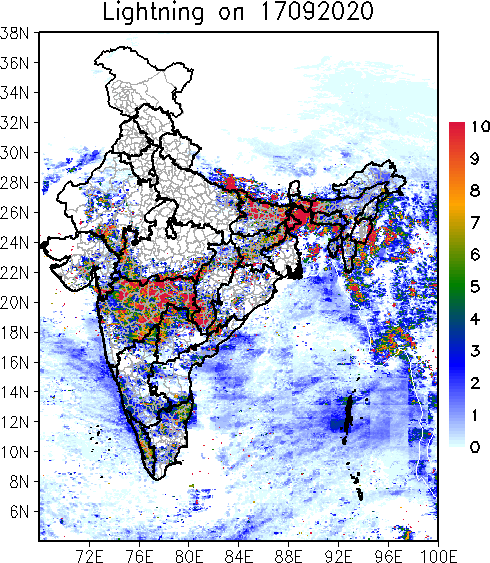 Lightning on 17092020
38N
36N
34N
32N
30N
28N
26N
24N
22N
20N
18N
16N
14N
12N
10N
8N
6N
72E 76E 80E 84E 88E 92E 96E 100E
10
9
8
7
6
5
4
3
2
1
0